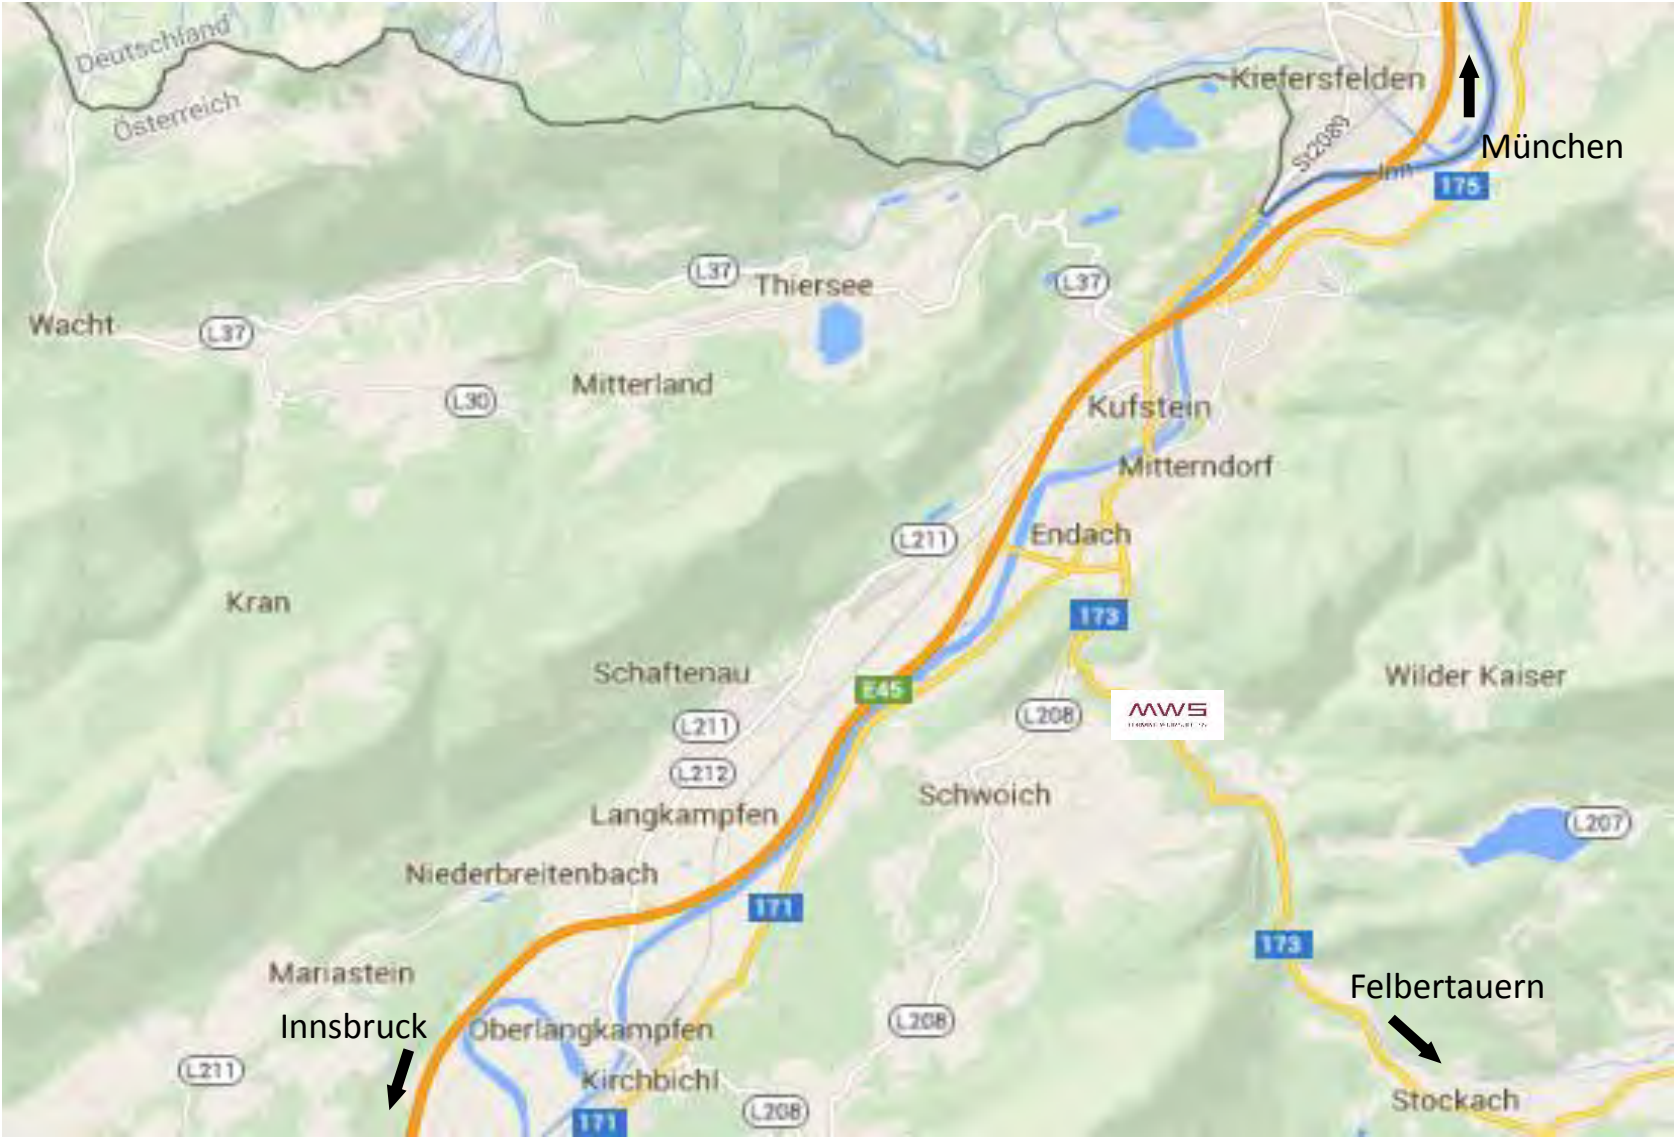 Deutschland
Österreich
Kiefersfelden
St2089
München
Inn
175
L37
Thiersee
L37
Wacht
L37
Mitterland
L30
Kufstein
Mitterndorf
L211
Endach
Kran
173
Schaftenau
E45
Wilder Kaiser
L211
L208
MWS
L212
Langkampfen
Schwoich
L207
Niederbreitenbach
171
173
Mariastein
Felbertauern
Innsbruck
Oberlangkampfen
L208
L211
Kirchbichl
Stockach
171
L208